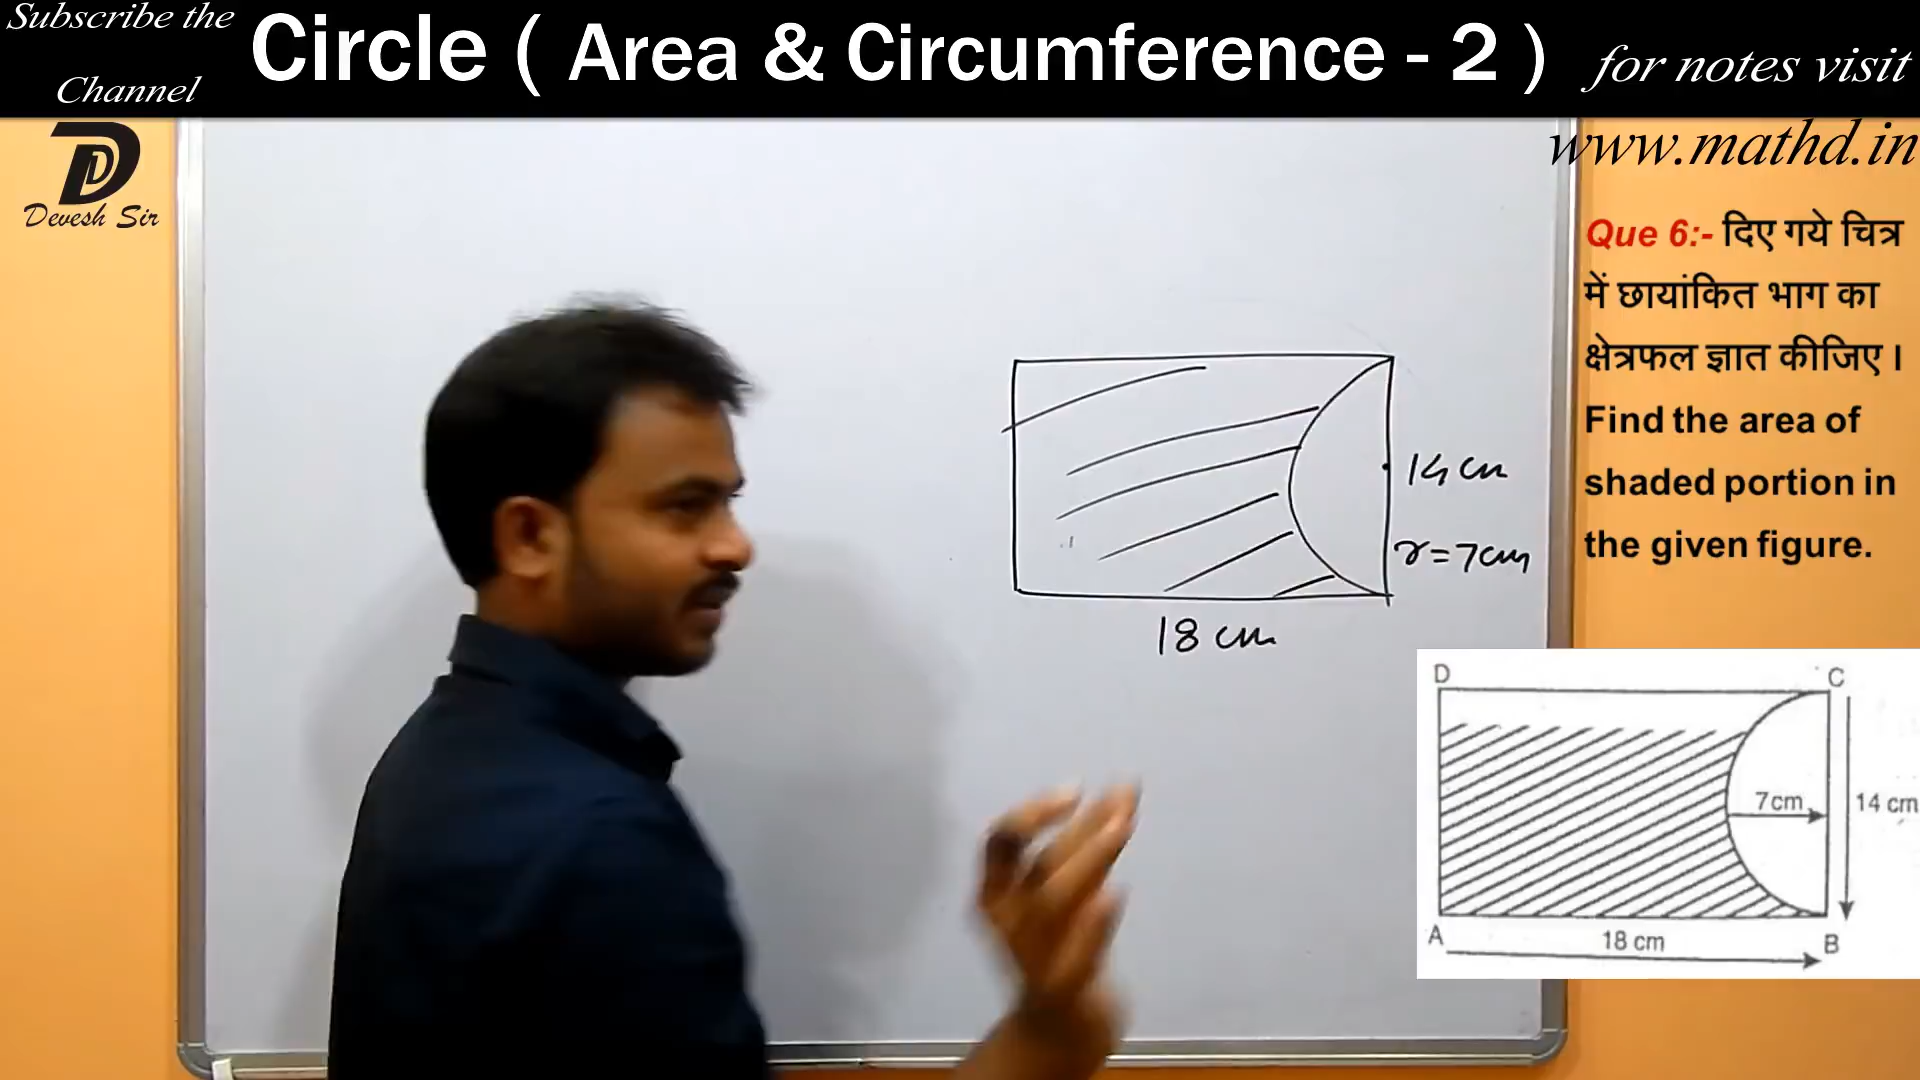 Subscribe the
Channel
Circle ( Area & Circumference - 2 )
for notes visit
www.mathd.in
D
Devesh Sir
Que 6:- दिए गये चित्र
में छायांकित भाग का
क्षेत्रफल ज्ञात कीजिए ।
Find the area of
shaded portion in
the given figure.
14 cm
r=7cm
18 cm
D
C
7cm
14 cm
A
18 cm
B